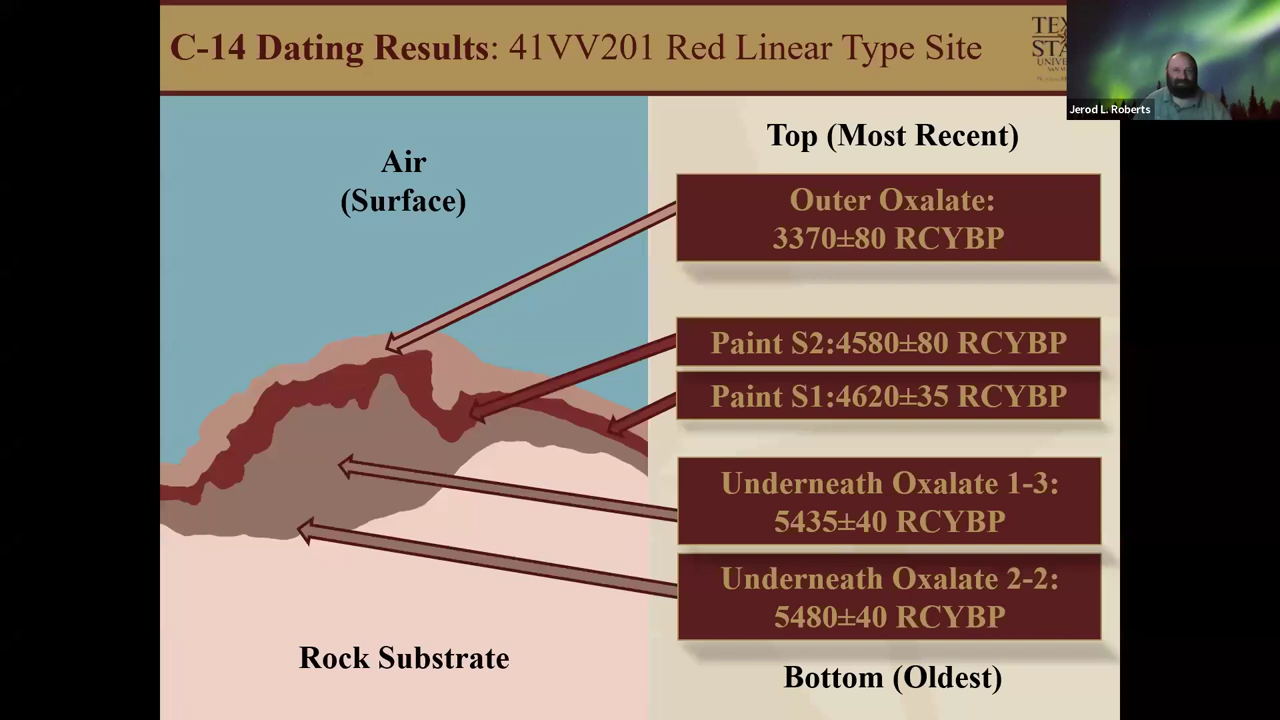 C-14 Dating Results: 41VV201 Red Linear Type Site
Jerod L. Roberts
Air
(Surface)
Top (Most Recent)
Outer Oxalate:
3370±80 RCYBP
Paint S2:4580±80 RCYBP
Paint S1:4620±35 RCYBP
Underneath Oxalate 1-3:
5435±40 RCYBP
Underneath Oxalate 2-2:
5480±40 RCYBP
Rock Substrate
Bottom (Oldest)